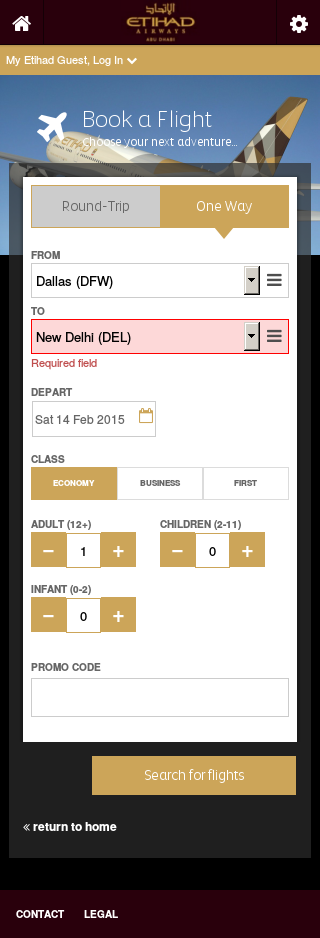 الإتحاد
ETIHAD
AIRWAYS
ABU DHABI
My Etihad Guest, Log In
Book a Flight
Choose your next adventure...
Round-Trip
One Way
FROM
Dallas (DFW)
TO
New Delhi (DEL)
Required field
DEPART
Sat 14 Feb 2015
CLASS
ECONOMY
BUSINESS
FIRST
ADULT (12+)
CHILDREN (2-11)
− 1 +
− 0 +
INFANT (0-2)
− 0 +
PROMO CODE
Search for flights
« return to home
CONTACT
LEGAL